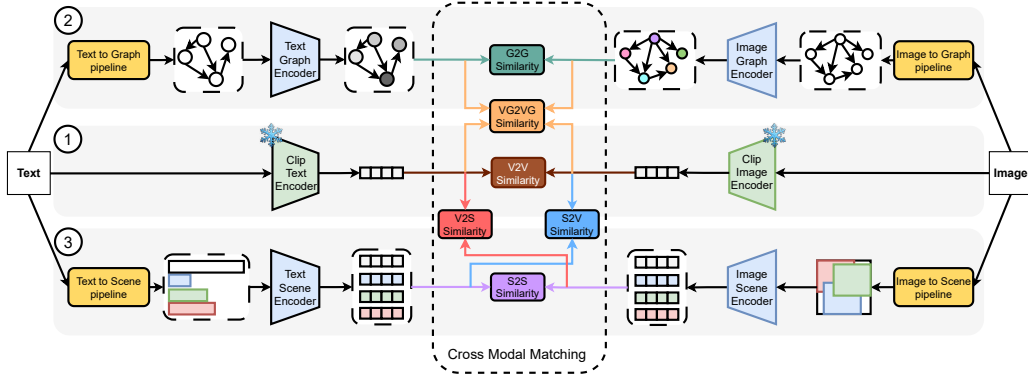 2
Text to Graph
pipeline
Text
Graph
Encoder
G2G
Similarity
Image
Graph
Encoder
Image to Graph
pipeline
VG2VG
Similarity
1
Text
Clip
Text
Encoder
V2V
Similarity
Clip
Image
Encoder
Image
V2S
Similarity
S2V
Similarity
3
Text to Scene
pipeline
Text
Scene
Encoder
S2S
Similarity
Image
Scene
Encoder
Image to Scene
pipeline
Cross Modal Matching